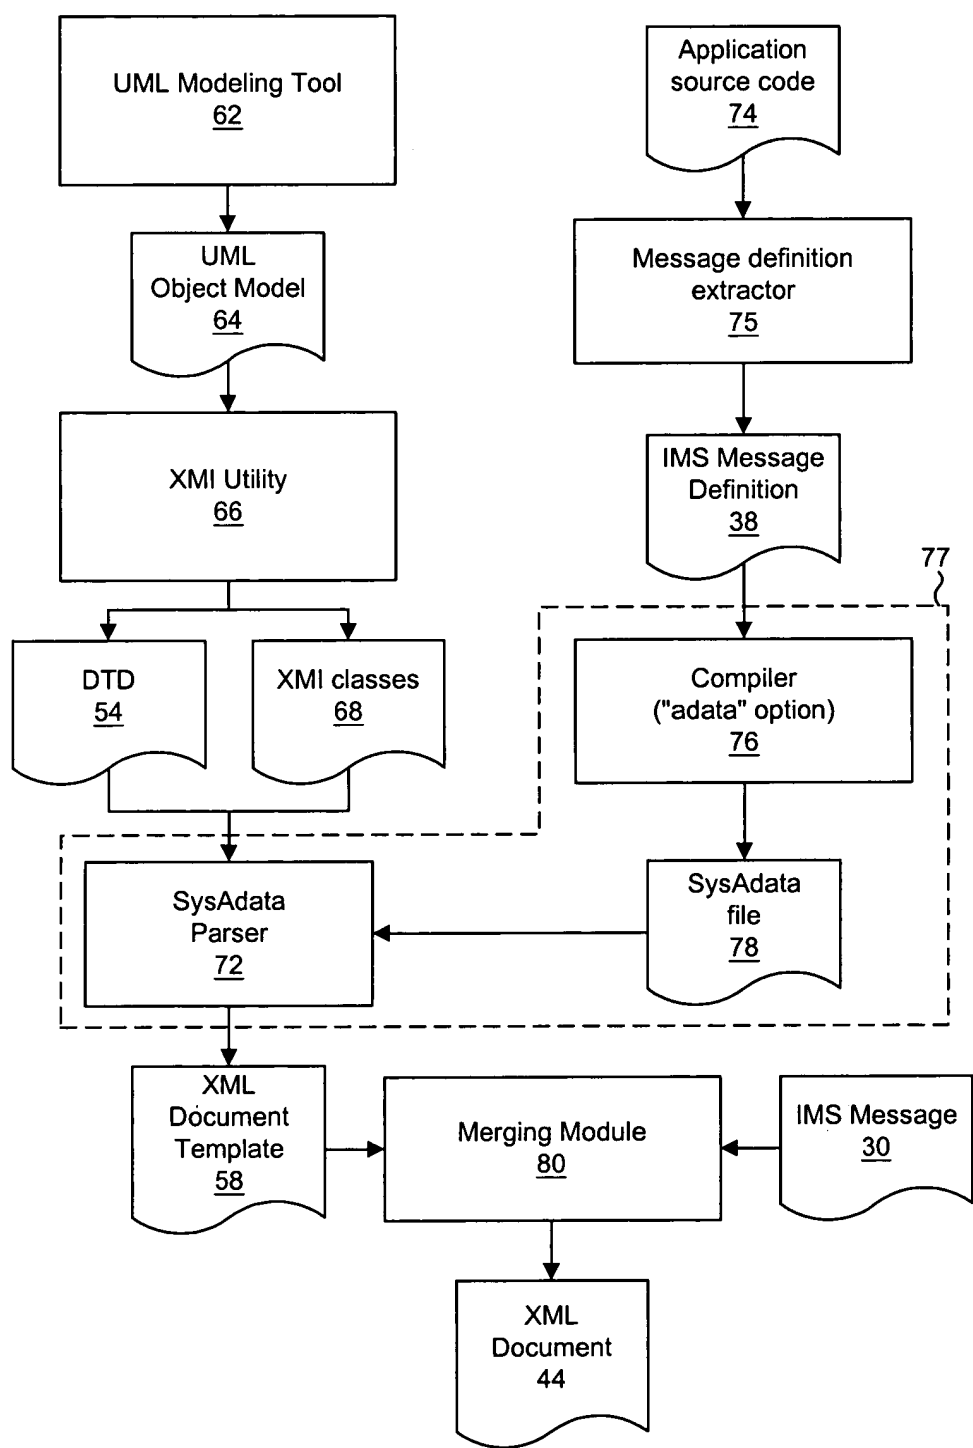 UML Modeling Tool
62
Application
source code
74
UML
Object Model
64
Message definition
extractor
75
XMI Utility
66
IMS Message
Definition
38
77
DTD
54
XMI classes
68
Compiler
("adata" option)
76
SysAdata
Parser
72
SysAdata
file
78
XML
Document
Template
58
Merging Module
80
IMS Message
30
XML
Document
44